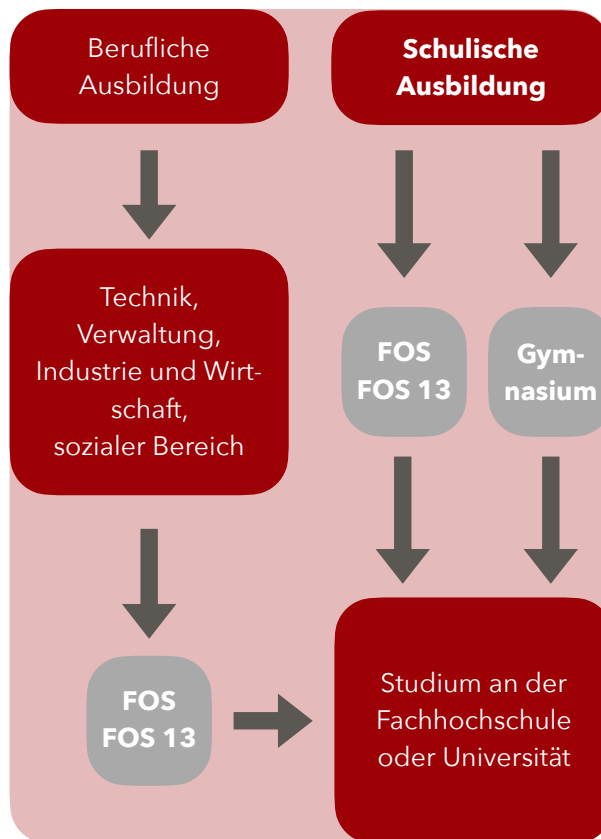 Berufliche
Ausbildung
Schulische
Ausbildung
Technik,
Verwaltung,
Industrie und Wirt-
schaft,
sozialer Bereich
FOS
FOS 13
Gym-
nasium
FOS
FOS 13
Studium an der
Fachhochschule
oder Universität